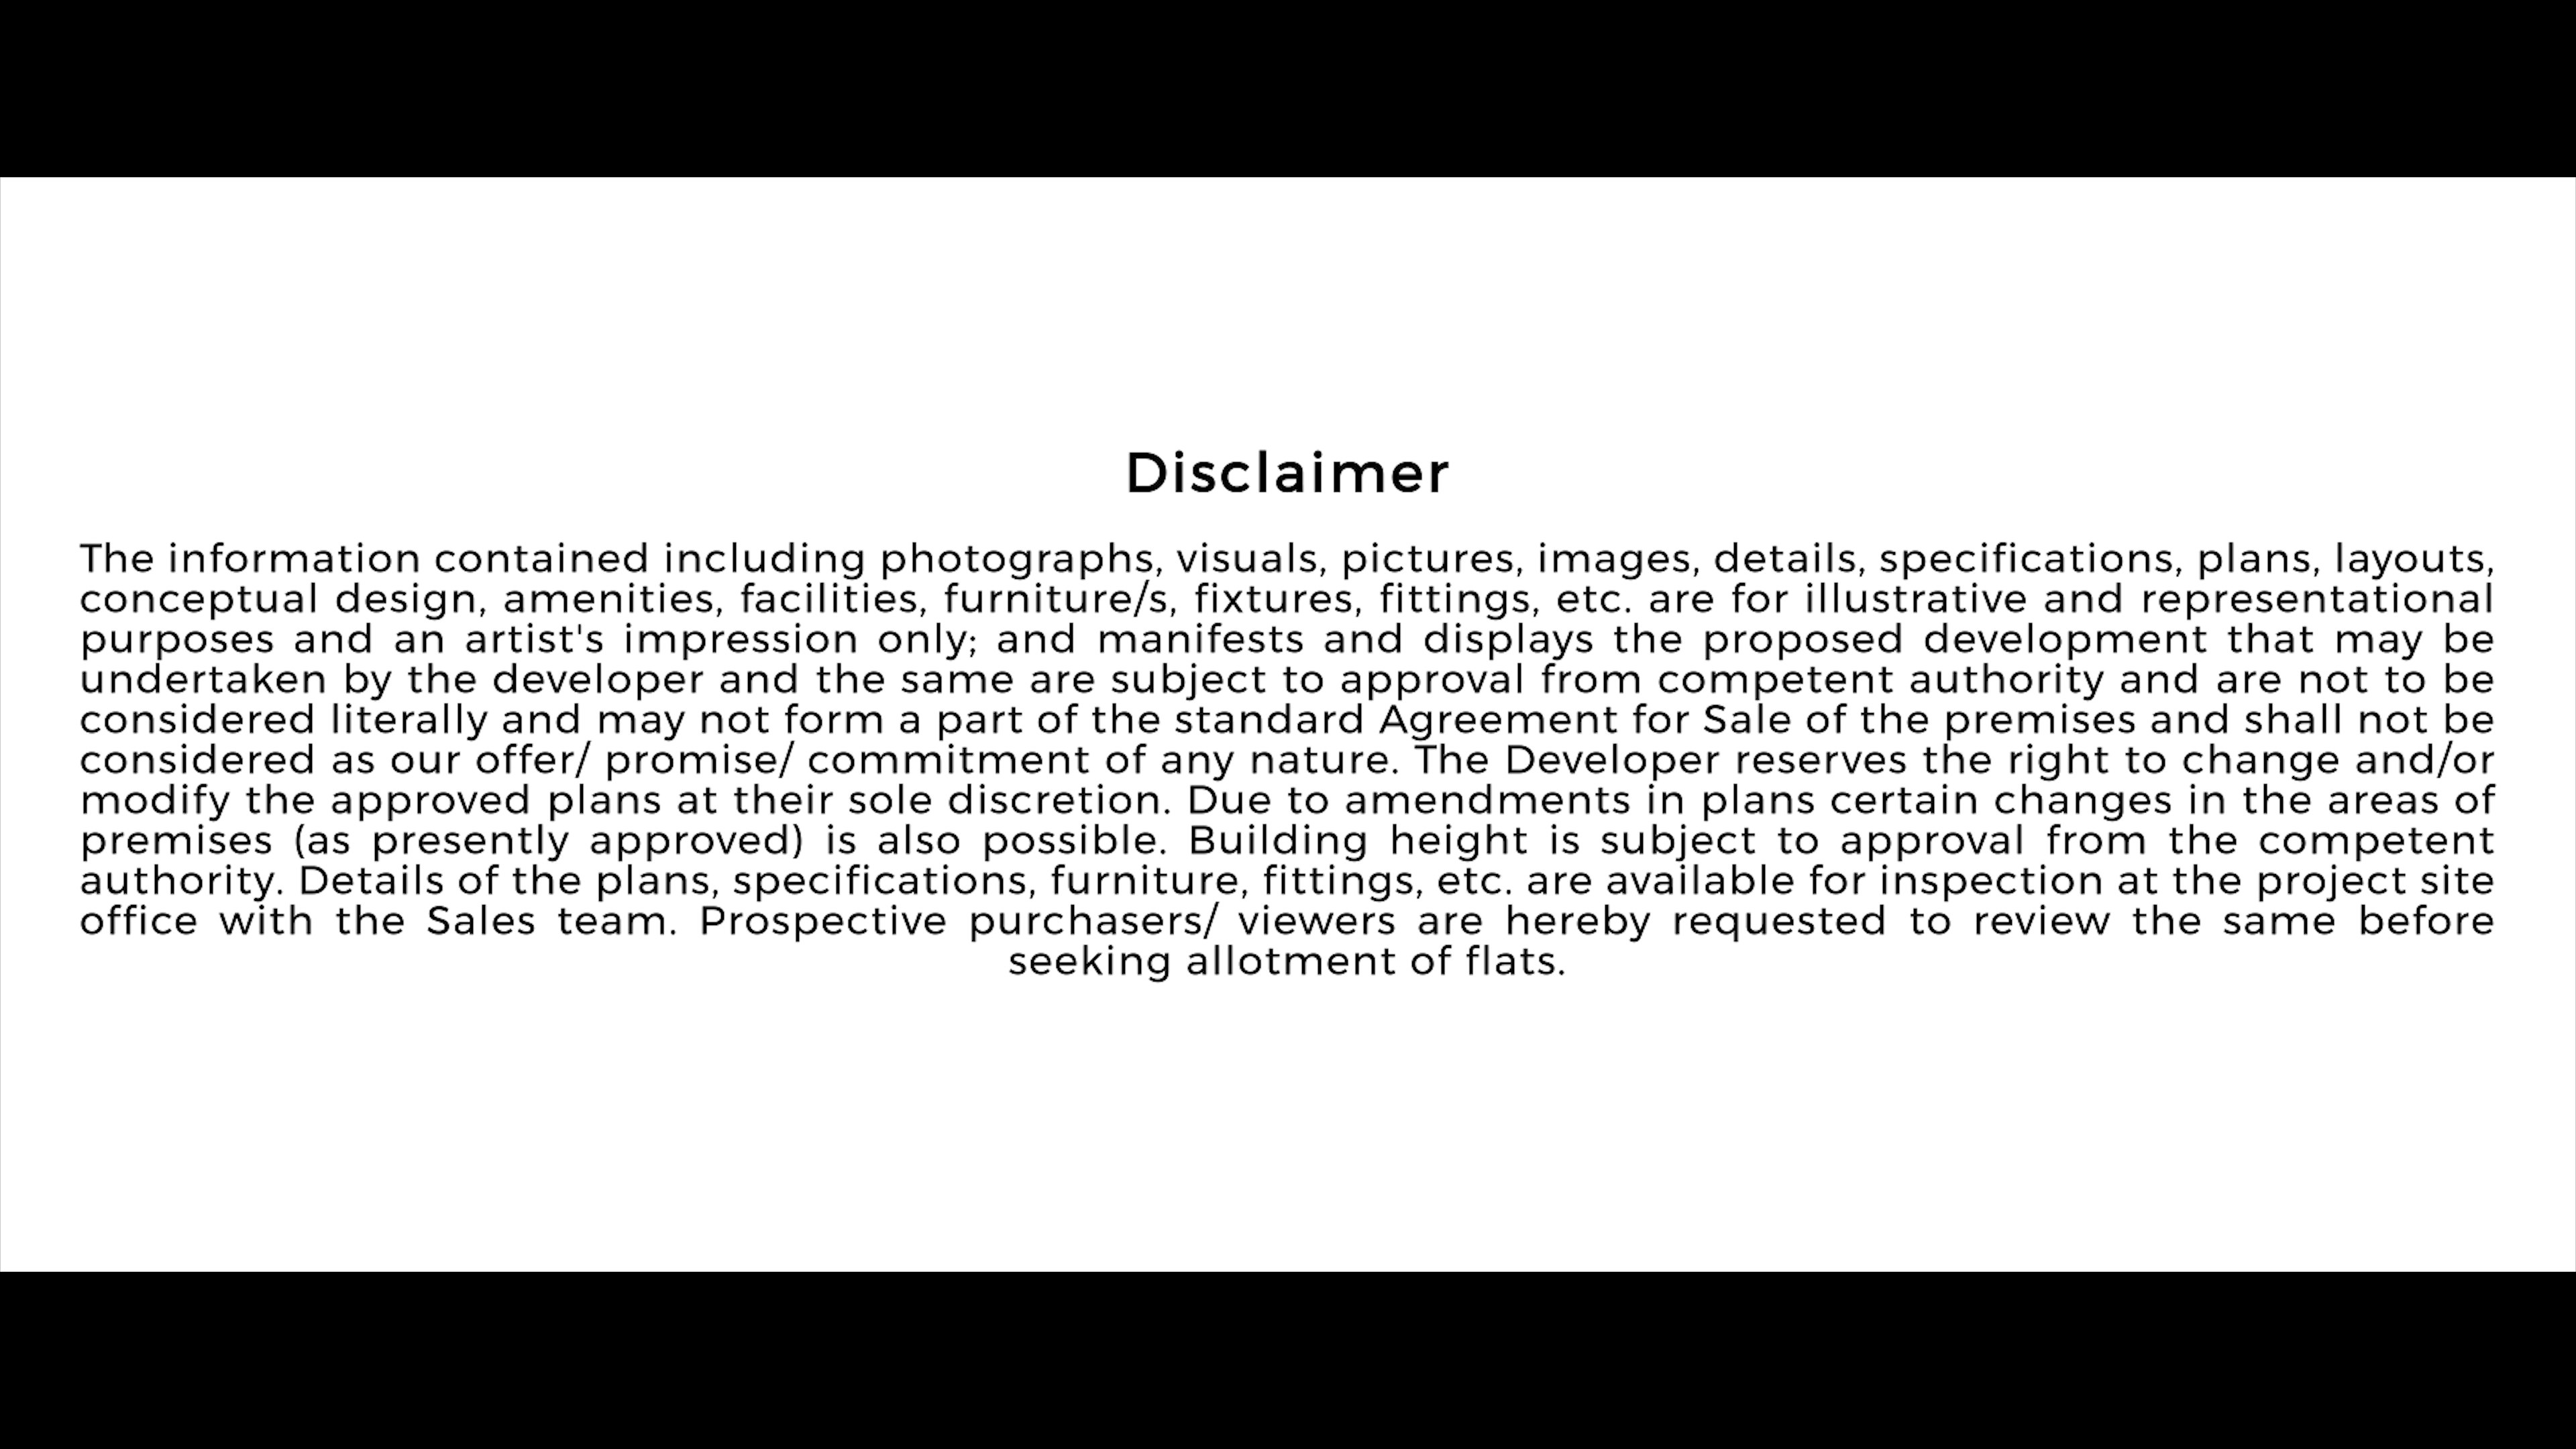 Disclaimer
The information contained including photographs, visuals, pictures, images, details, specifications, plans, layouts,
conceptual design, amenities, facilities, furniture/s, fixtures, fittings, etc. are for illustrative and representational
purposes and an artist's impression only; and manifests and displays the proposed development that may be
undertaken by the developer and the same are subject to approval from competent authority and are not to be
considered literally and may not form a part of the standard Agreement for Sale of the premises and shall not be
considered as our offer/ promise/ commitment of any nature. The Developer reserves the right to change and/or
modify the approved plans at their sole discretion. Due to amendments in plans certain changes in the areas of
premises (as presently approved) is also possible. Building height is subject to approval from the competent
authority. Details of the plans, specifications, furniture, fittings, etc. are available for inspection at the project site
office with the Sales team. Prospective purchasers/ viewers are hereby requested to review the same before
seeking allotment of flats.